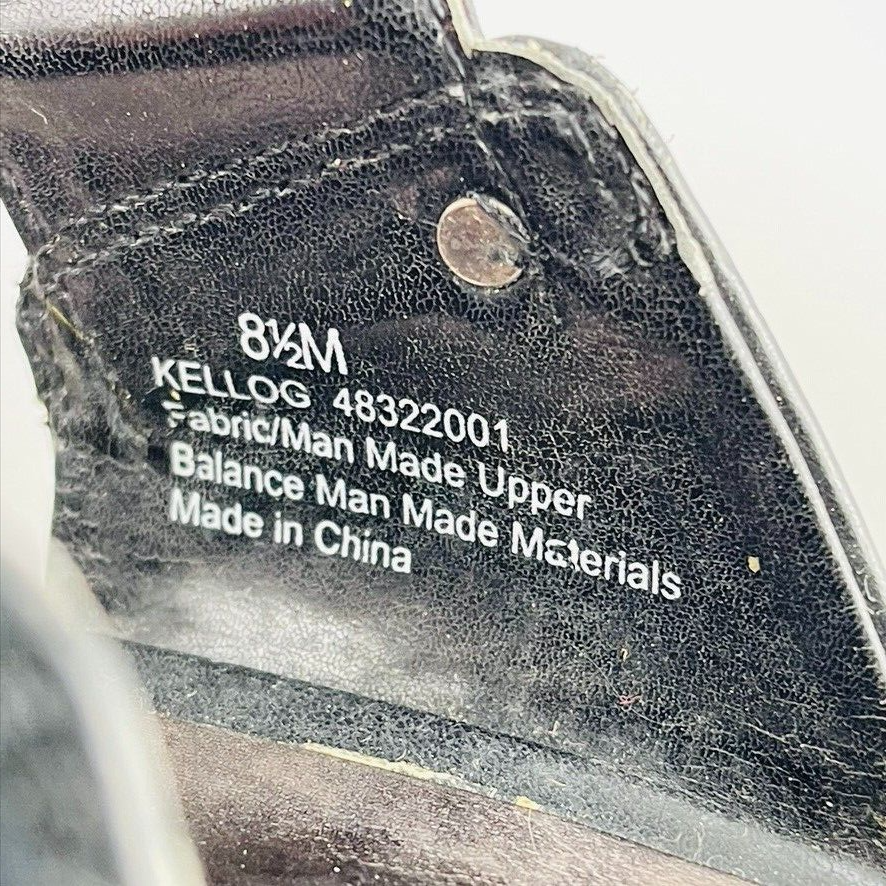 8½M
KELLOG 48322001
Fabric/Man Made Upper
Balance Man Made Materials
Made in China